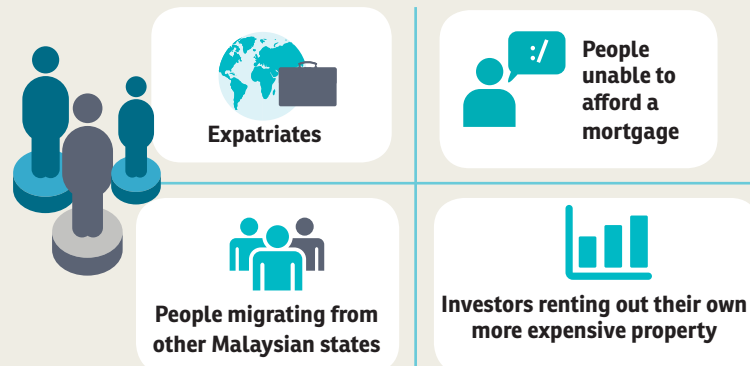 Expatriates
:/
People
unable to
afford a
mortgage
People migrating from
other Malaysian states
Investors renting out their own
more expensive property